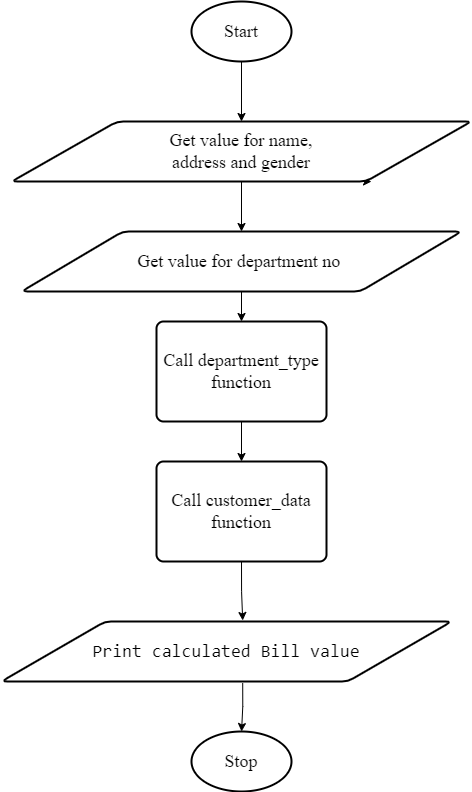 Start
Get value for name,
address and gender
Get value for department no
Call department_type
function
Call customer_data
function
Print calculated Bill value
Stop